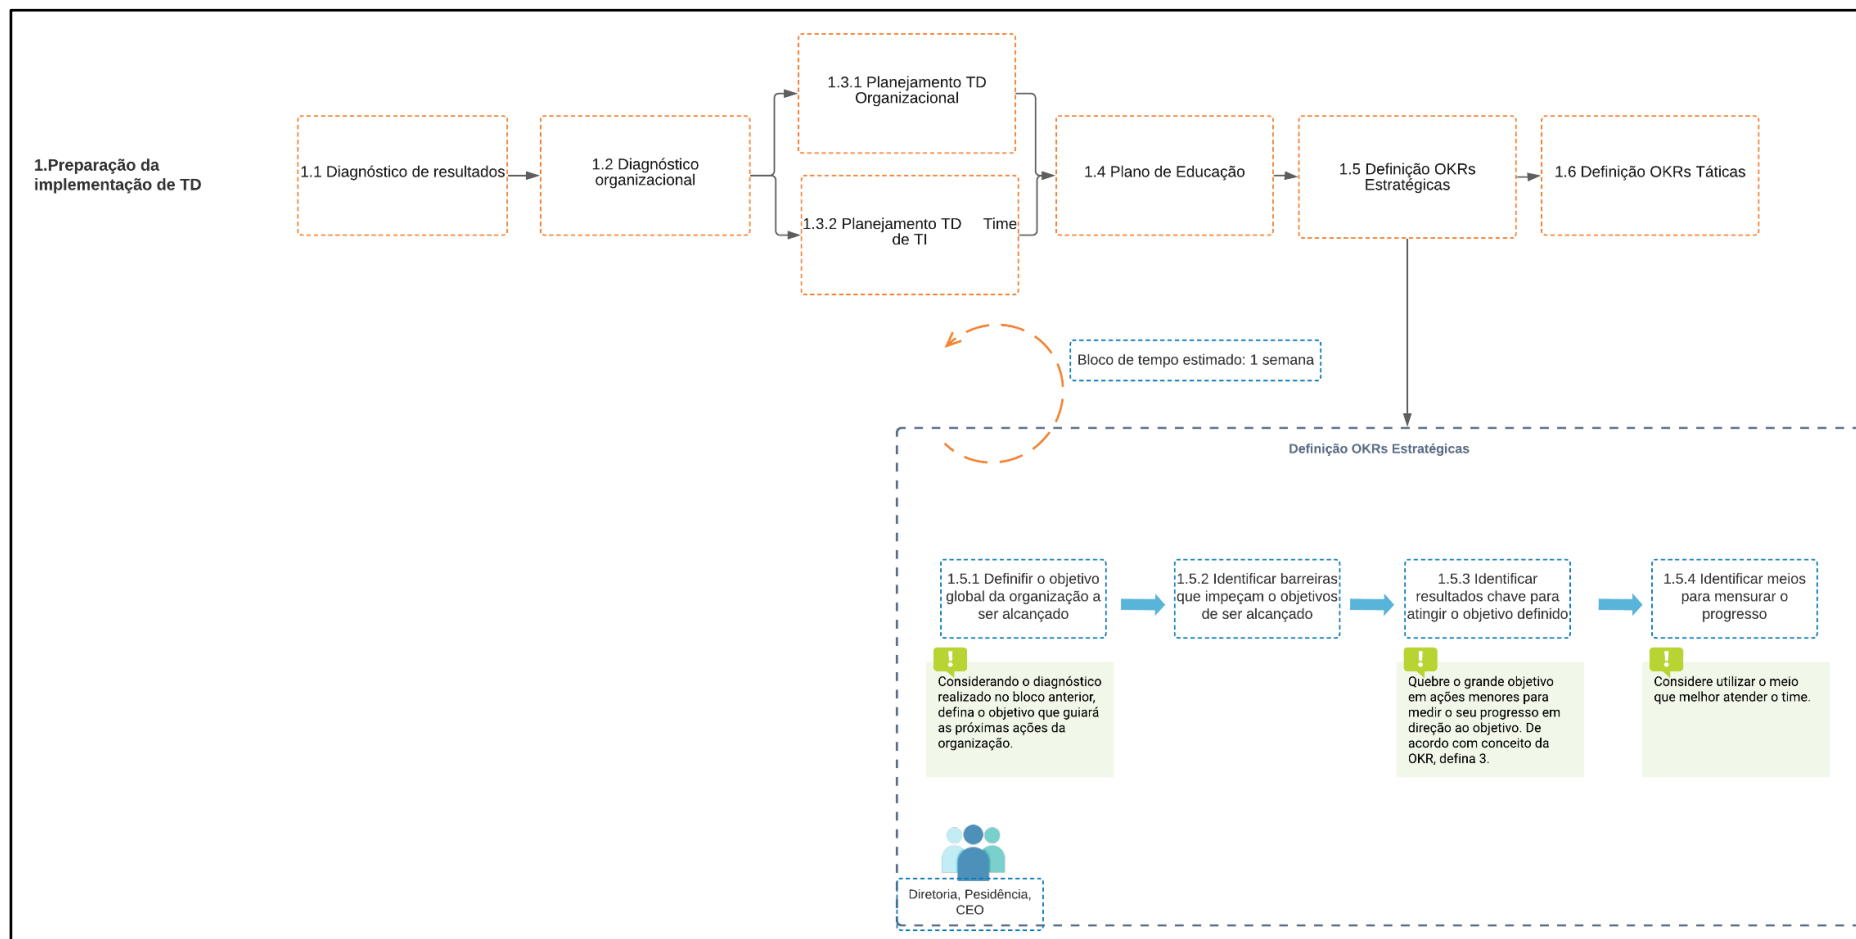 1.Preparação da
implementação de TD
1.1 Diagnóstico de resultados
1.2 Diagnóstico
organizacional
1.3.1 Planejamento TD
Organizacional
1.3.2 Planejamento TD Time
de TI
1.4 Plano de Educação
1.5 Definição OKRs
Estratégicas
1.6 Definição OKRs Táticas
Bloco de tempo estimado: 1 semana
Definição OKRs Estratégicas
1.5.1 Definifir o objetivo
global da organização a
ser alcançado
1.5.2 Identificar barreiras
que impeçam o objetivos
de ser alcançado
1.5.3 Identificar
resultados chave para
atingir o objetivo definido
1.5.4 Identificar meios
para mensurar o
progresso
!
Considerando o diagnóstico
realizado no bloco anterior,
defina o objetivo que guiará
as próximas ações da
organização.
!
Quebre o grande objetivo
em ações menores para
medir o seu progresso em
direção ao objetivo. De
acordo com conceito da
OKR, defina 3.
!
Considere utilizar o meio
que melhor atender o time.
Diretoria, Pesidência,
CEO